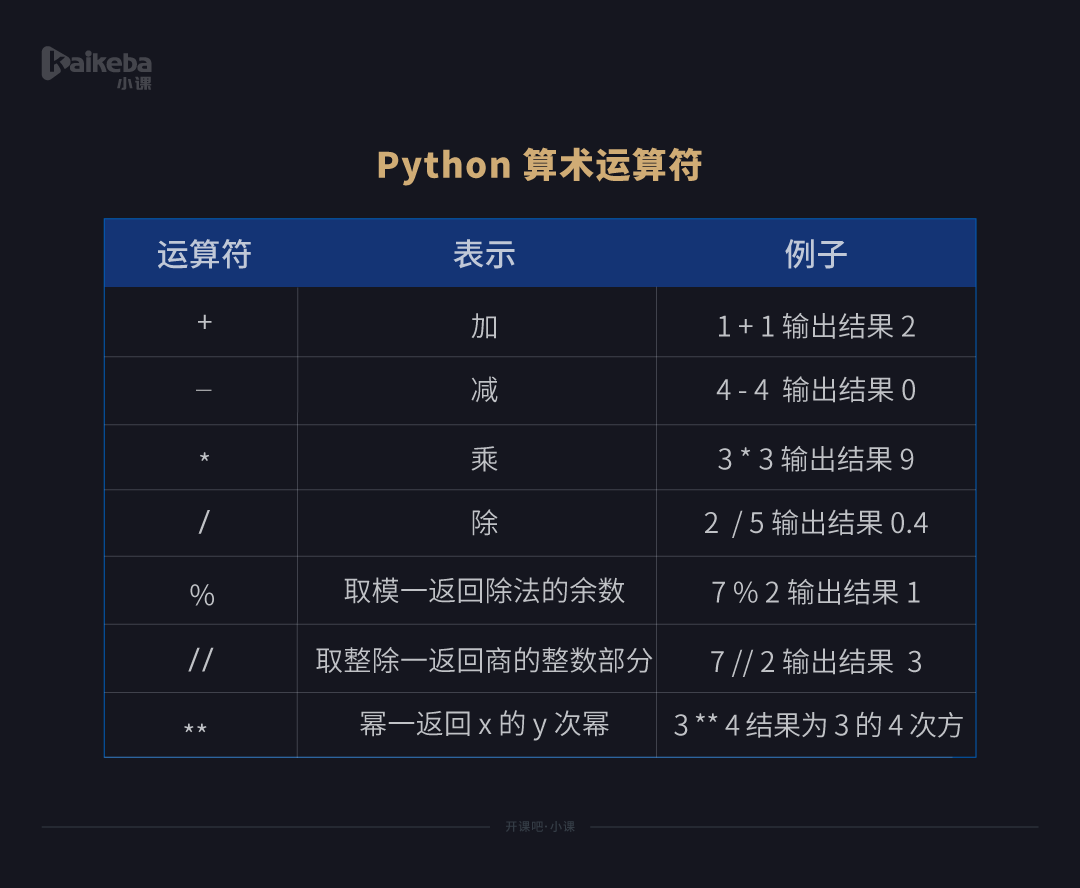 Kaikeba
小课
Python 算术运算符
运算符 表示 例子
+ 加 1 + 1 输出结果 2
– 减 4 - 4 输出结果 0
* 乘 3 * 3 输出结果 9
/ 除 2 / 5 输出结果 0.4
% 取模一返回除法的余数 7 % 2 输出结果 1
// 取整除一返回商的整数部分 7 // 2 输出结果 3
** 幂一返回 x 的 y 次幂 3 ** 4 结果为 3 的 4 次方
开课吧·小课